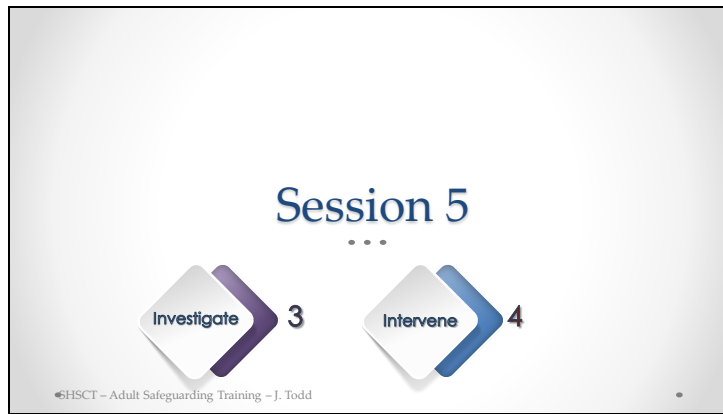 Session 5
Investigate 3 Intervene 4
SHSCT – Adult Safeguarding Training – J. Todd